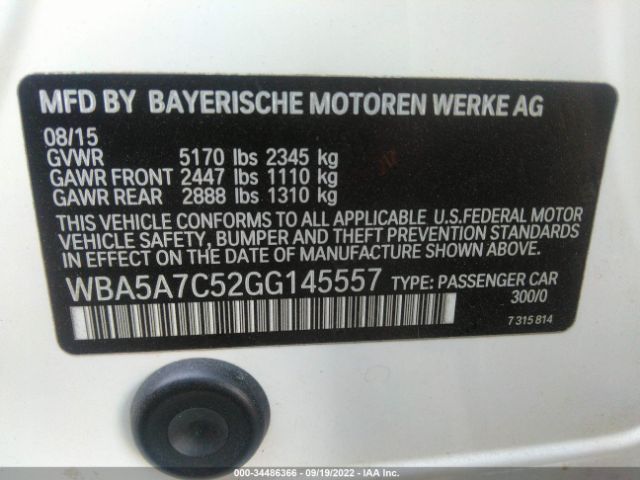 MFD BY BAYERISCHE MOTOREN WERKE AG
08/15
GVWR 5170 lbs 2345 kg
GAWR FRONT 2447 lbs 1110 kg
GAWR REAR 2888 lbs 1310 kg
THIS VEHICLE CONFORMS TO ALL APPLICABLE U.S.FEDERAL MOTOR
VEHICLE SAFETY, BUMPER AND THEFT PREVENTION STANDARDS
IN EFFECT ON THE DATE OF MANUFACTURE SHOWN ABOVE.
WBA5A7C52GG145557 TYPE: PASSENGER CAR
300/0
7 315 814
000-34486366 - 09/19/2022 - IAA Inc.